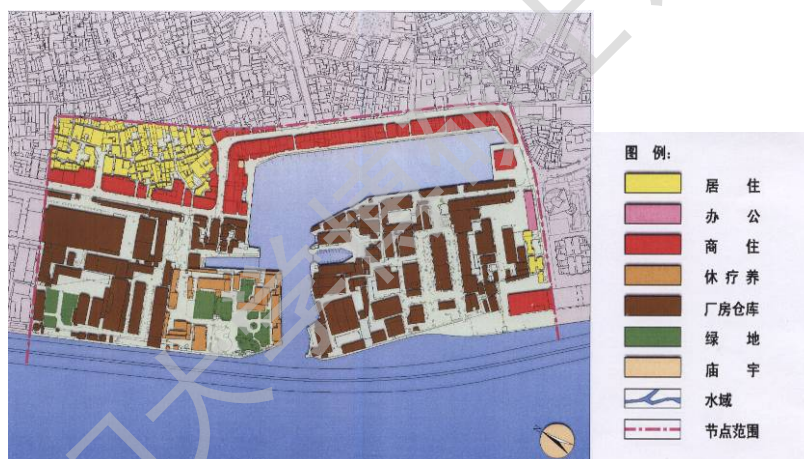 图 例:
居 住
办 公
商 住
休 疗 养
厂房仓库
绿 地
庙 宇
水域
节点范围